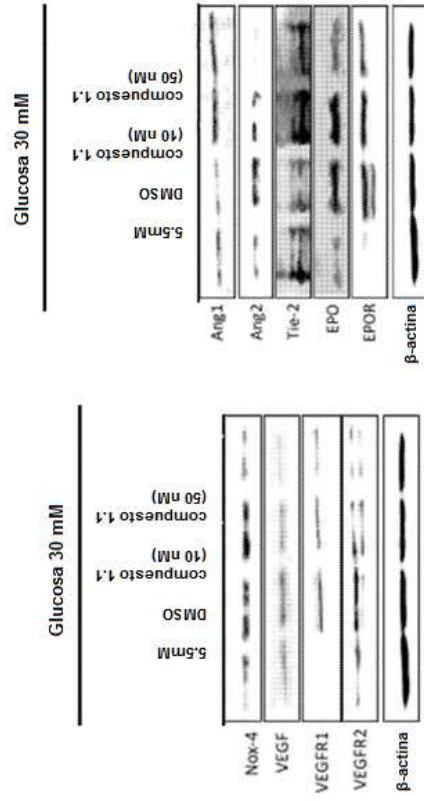 Glucosa 30 mM
5.5mM
DMSO
compuesto 1.1
(10 nM)
compuesto 1.1
(50 nM)
Nox-4
VEGF
VEGFR1
VEGFR2
β-actina
Glucosa 30 mM
5.5mM
DMSO
compuesto 1.1
(10 nM)
compuesto 1.1
(50 nM)
Ang1
Ang2
Tie-2
EPO
EPOR
β-actina